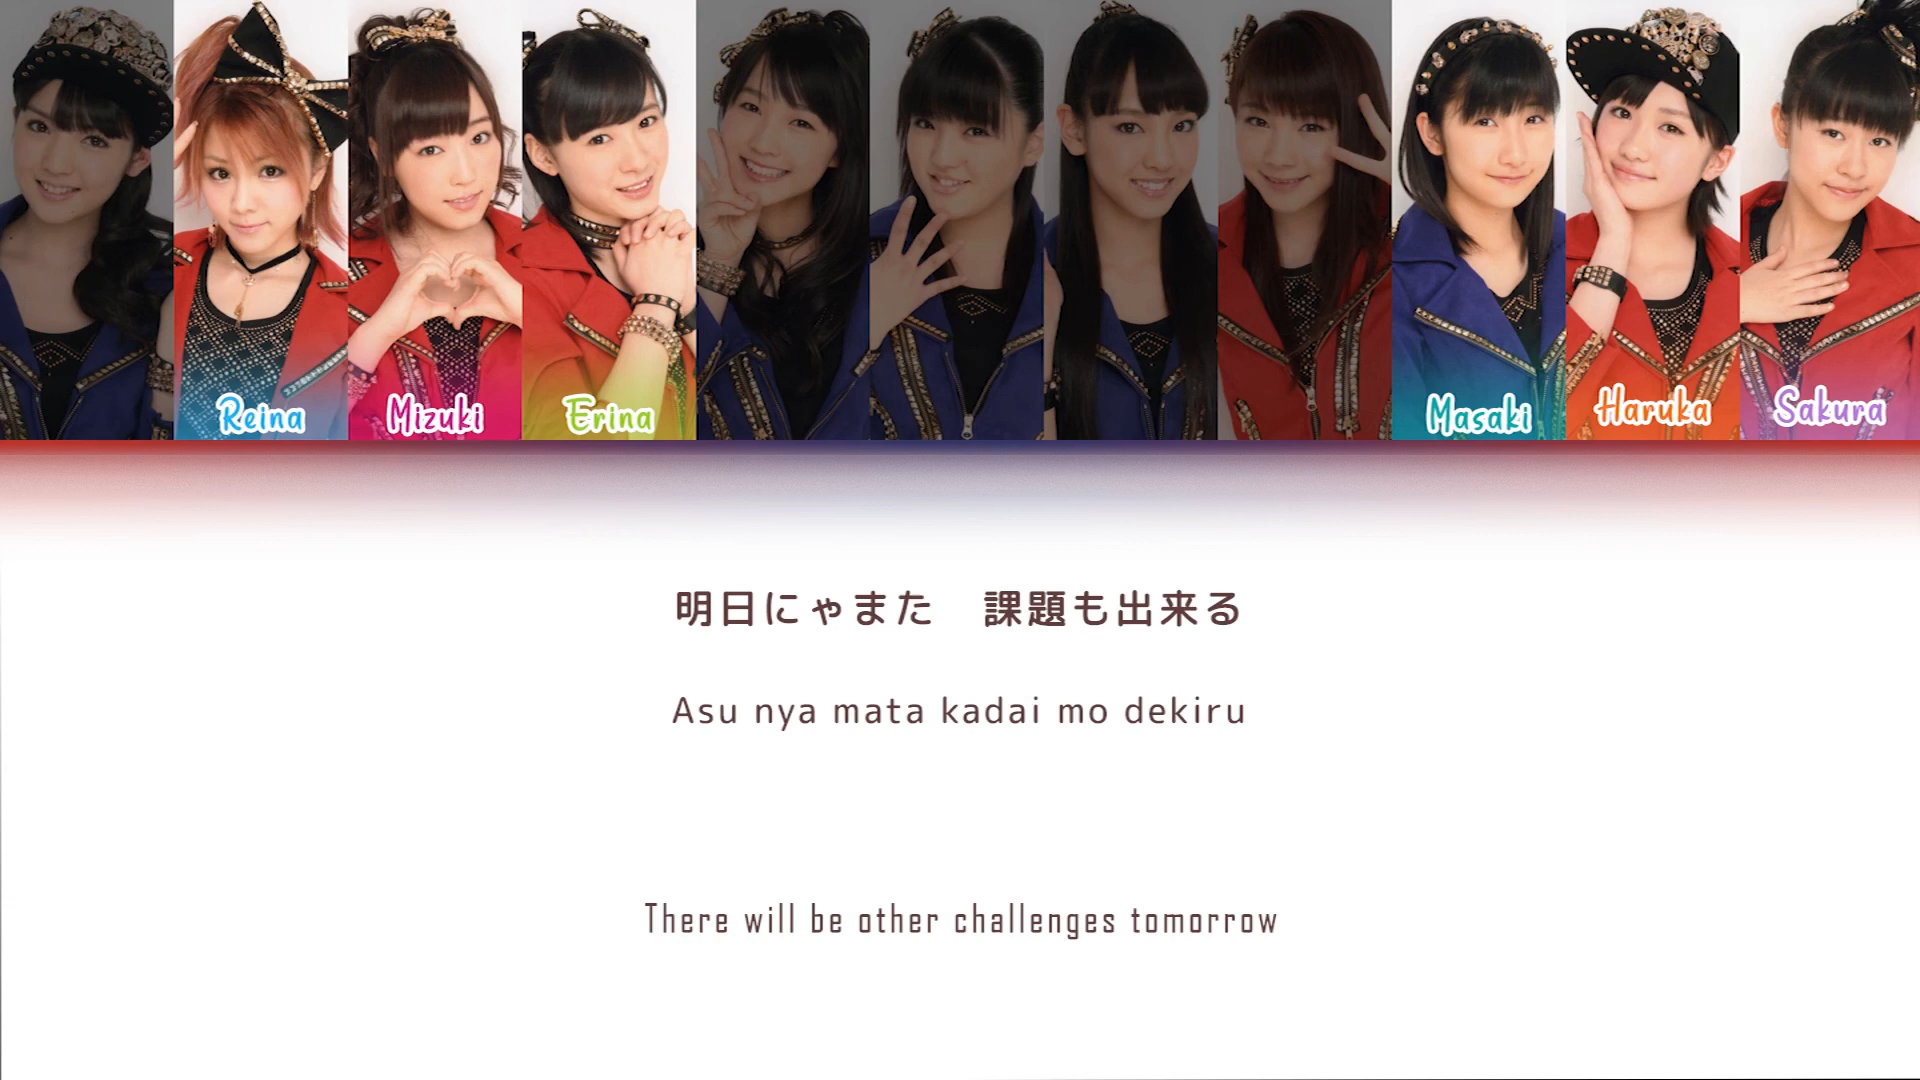 Reina
Mizuki
Erina
Masaki
Haruka
Sakura
明日にゃまた　課題も出来る
Asu nya mata kadai mo dekiru
There will be other challenges tomorrow